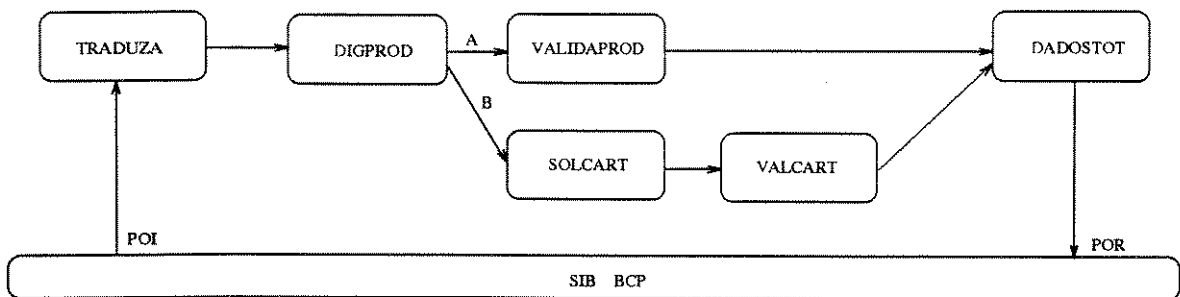 TRADUZA
DIGPROD
A
VALIDAPROD
DADOSTOT
B
SOLCART
VALCART
POI
POR
SIB BCP